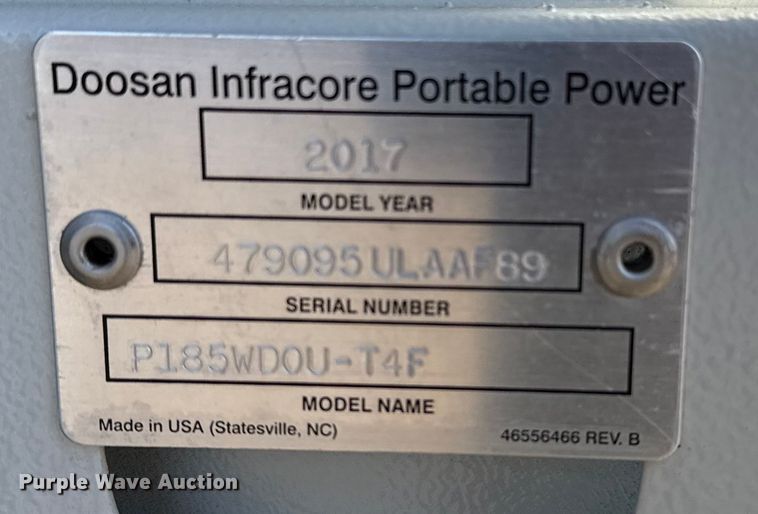 Doosan Infracore Portable Power
2017
MODEL YEAR
479095ULAAF89
SERIAL NUMBER
P185WDOU-T4F
MODEL NAME
Made in USA (Statesville, NC)
46556466 REV. B
Purple Wave Auction